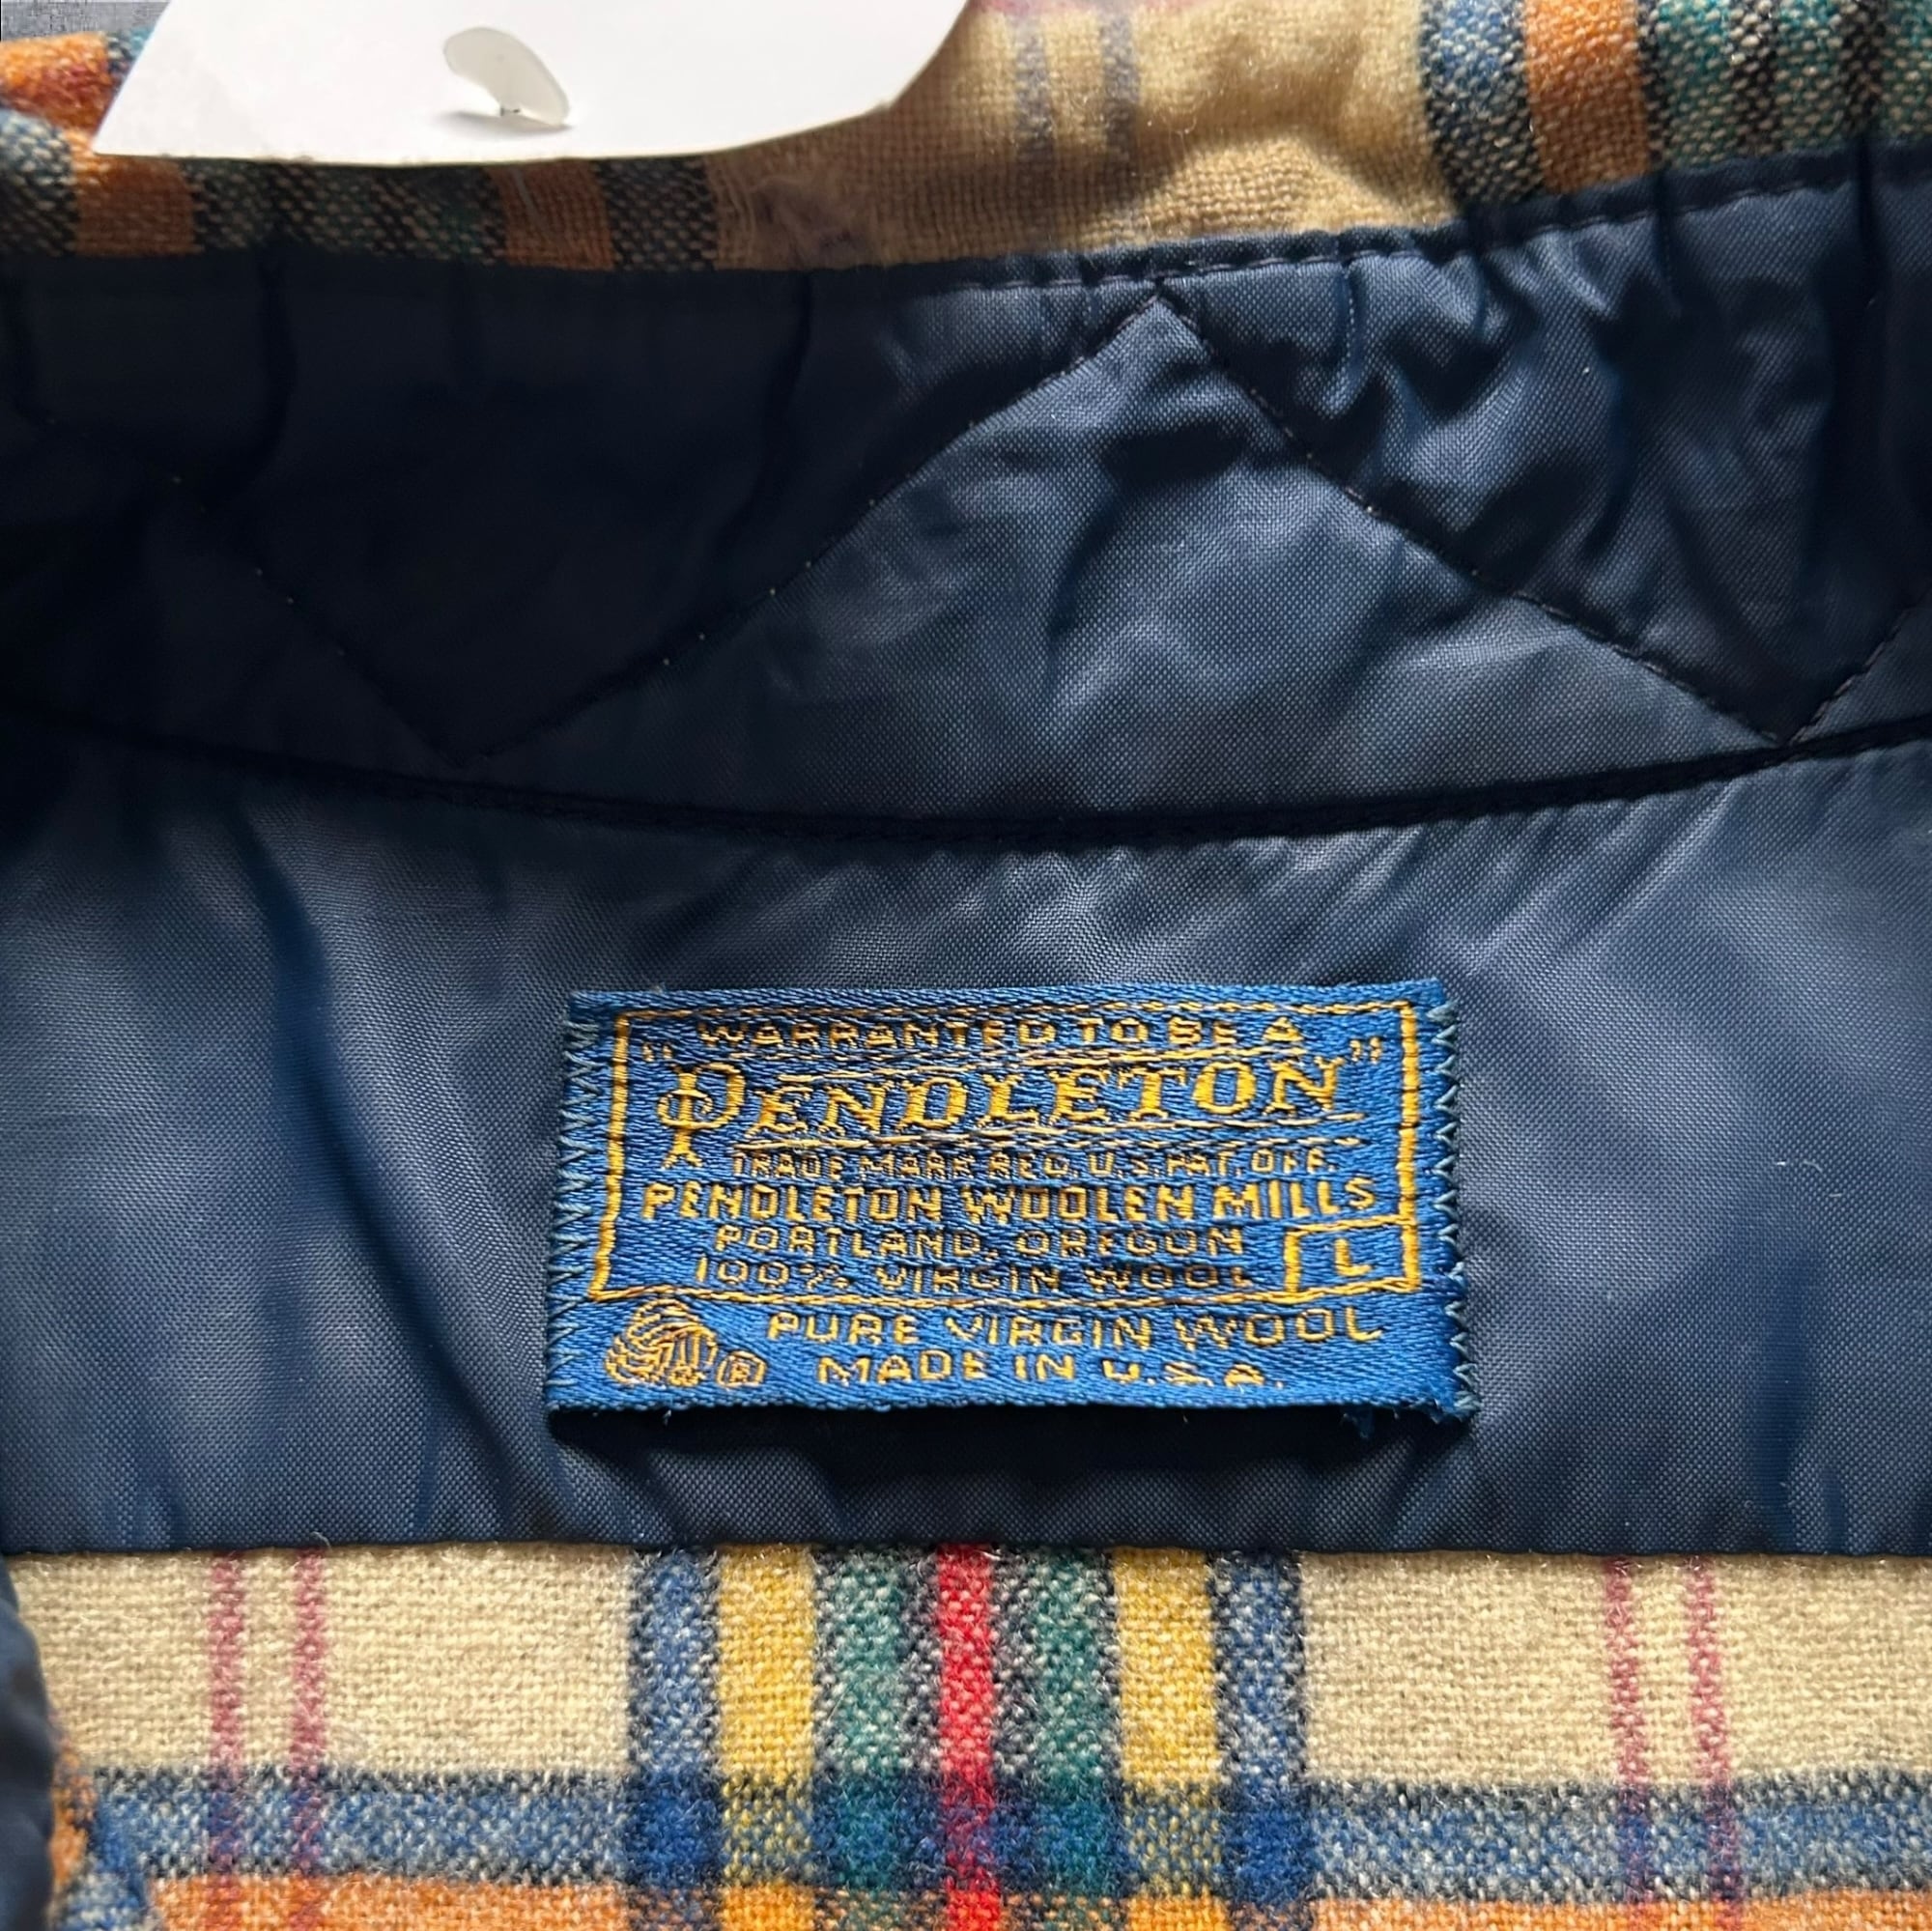 WARRANTED TO BE A
"PENDLETON"
TRADE MARK REG. U.S. PAT. OFF.
PENDLETON WOOLEN MILLS
PORTLAND, OREGON
100% VIRGIN WOOL L
PURE VIRGIN WOOL
® MADE IN U.S.A.